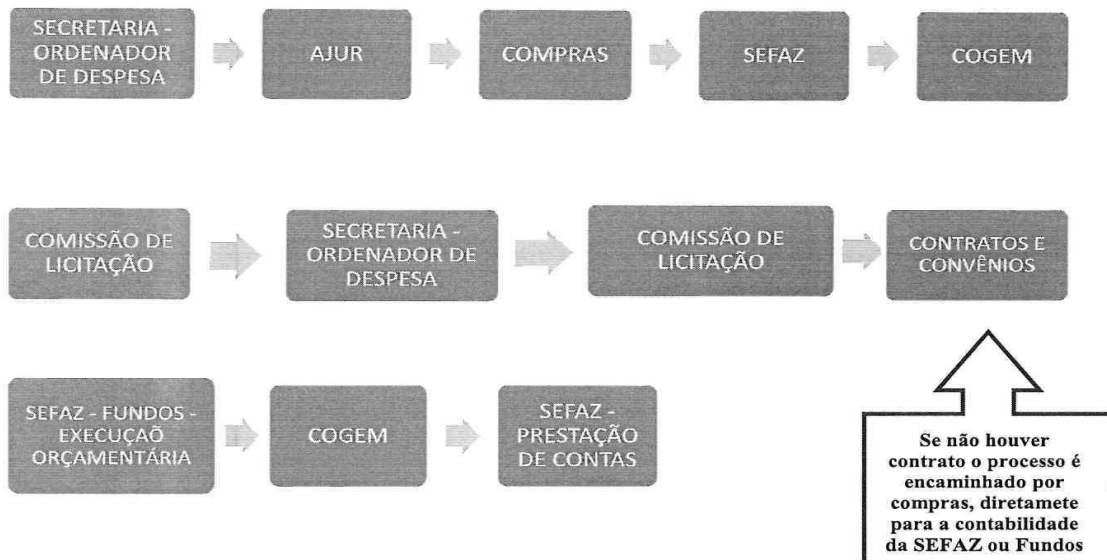 SECRETARIA -
ORDENADOR
DE DESPESA
AJUR
COMPRAS
SEFAZ
COGEM
COMISSÃO DE
LICITAÇÃO
SECRETARIA -
ORDENADOR DE
DESPESA
COMISSÃO DE
LICITAÇÃO
CONTRATOS E
CONVÊNIOS
SEFAZ - FUNDOS -
EXECUÇAÕ
ORÇAMENTÁRIA
COGEM
SEFAZ -
PRESTAÇÃO
DE CONTAS
Se não houver
contrato o processo é
encaminhado por
compras, diretamete
para a contabilidade
da SEFAZ ou Fundos